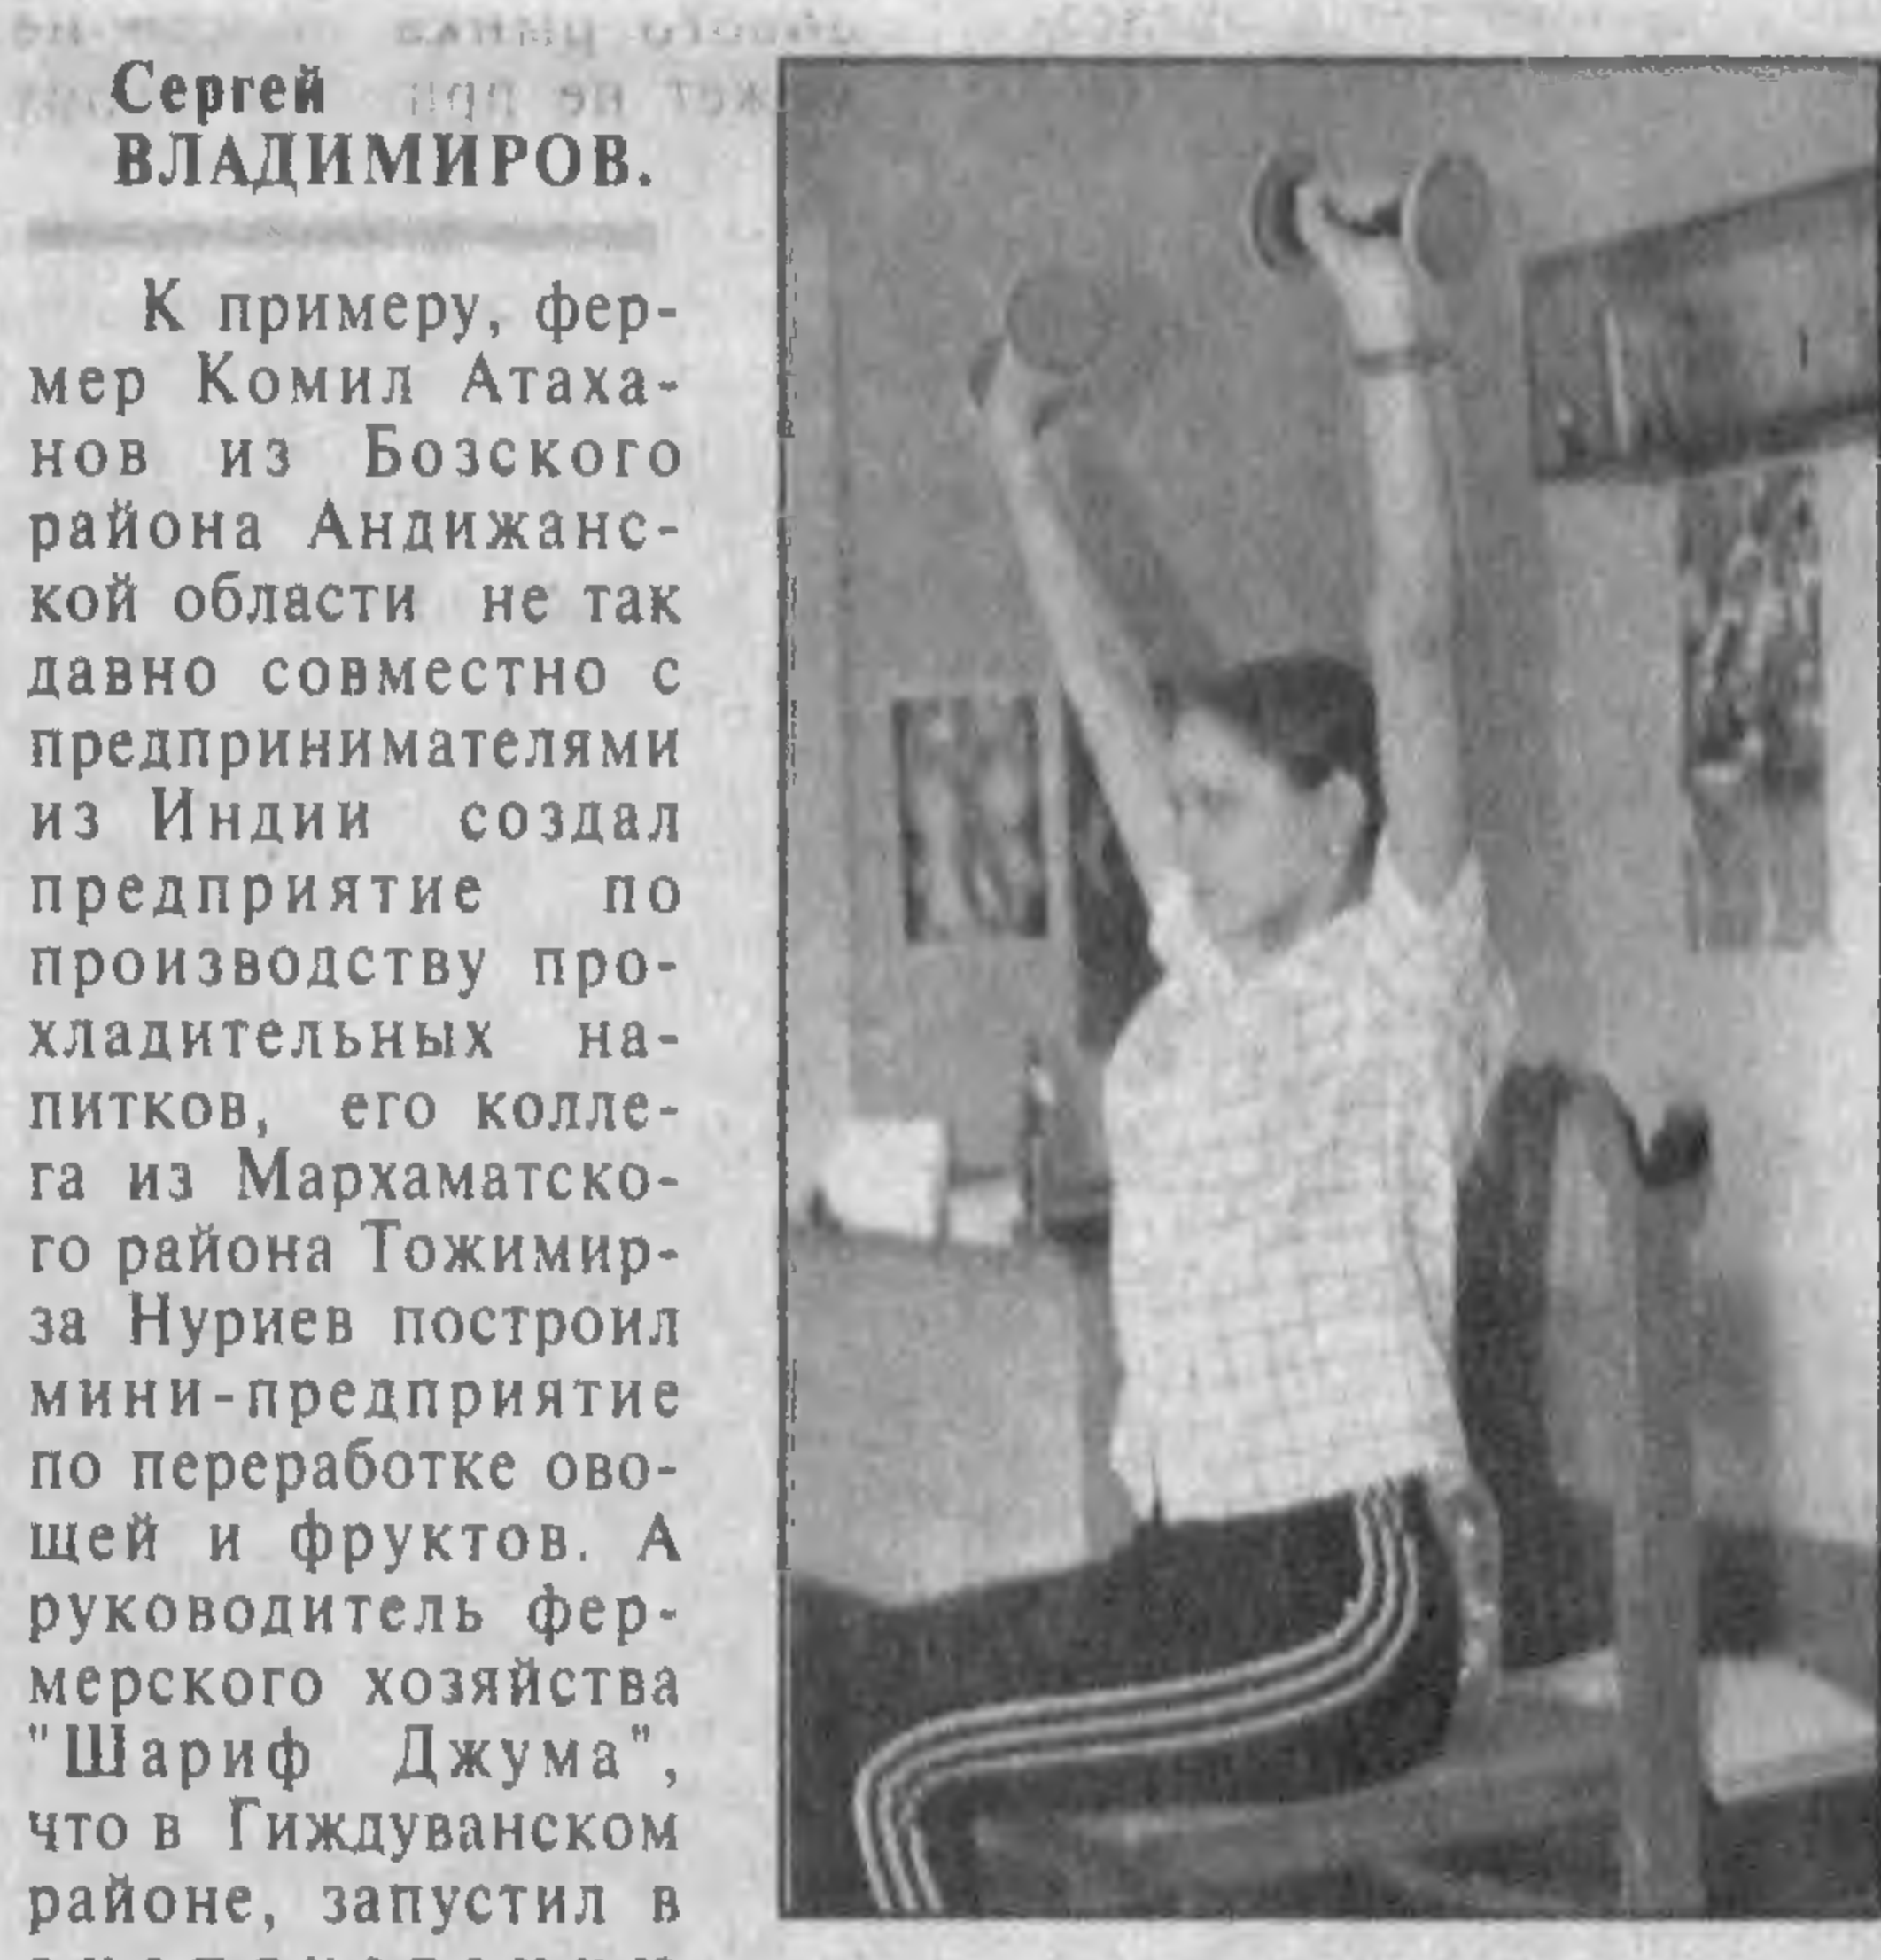 Сергей
ВЛАДИМИРОВ.
К примеру, фер-
мер Комил Атаха-
нов из Бозского
района Андижанс-
кой области не так
давно совместно с
предпринимателями
из Индии создал
предприятие по
производству про-
хладительных на-
питков, его колле-
га из Мархаматско-
го района Тожимир-
за Нуриев построил
мини-предприятие
по переработке ово-
щей и фруктов. А
руководитель фер-
мерского хозяйства
"Шариф Джума",
что в Гиждуванском
районе, запустил в